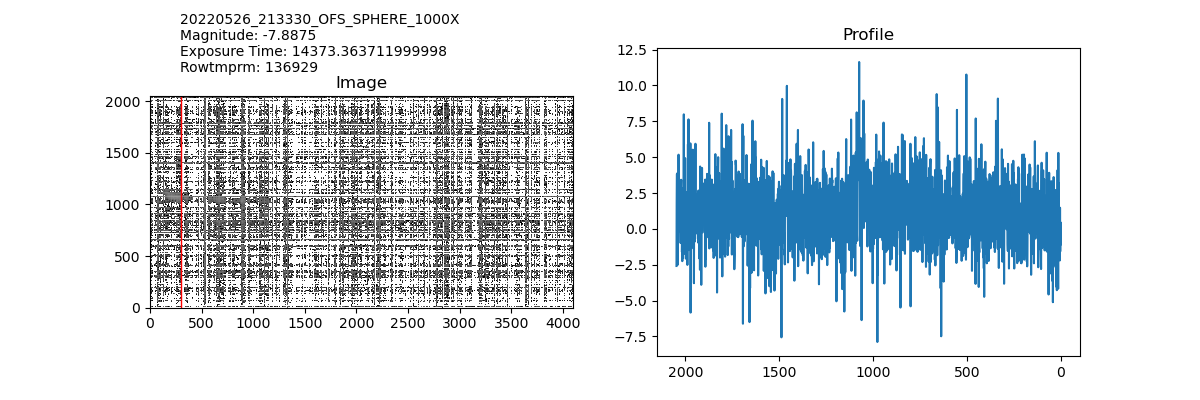 20220526_213330_OFS_SPHERE_1000X
Magnitude: -7.8875
Exposure Time: 14373.363711999998
Rowtmprm: 136929
Image
2000
1500
1000
500
0
0 500 1000 1500 2000 2500 3000 3500 4000
Profile
12.5
10.0
7.5
5.0
2.5
0.0
−2.5
−5.0
−7.5
2000 1500 1000 500 0